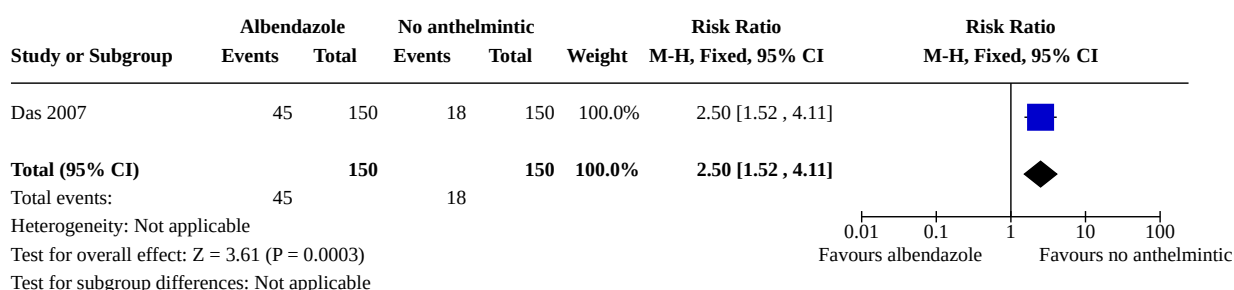 Albendazole No anthelmintic Risk Ratio Risk Ratio
Study or Subgroup Events Total Events Total Weight M-H, Fixed, 95% CI M-H, Fixed, 95% CI
Das 2007 45 150 18 150 100.0% 2.50 [1.52 , 4.11]
Total (95% CI) 150 150 100.0% 2.50 [1.52 , 4.11]
Total events: 45 18
Heterogeneity: Not applicable 0.01 0.1 1 10 100
Test for overall effect: Z = 3.61 (P = 0.0003) Favours albendazole Favours no anthelmintic
Test for subgroup differences: Not applicable